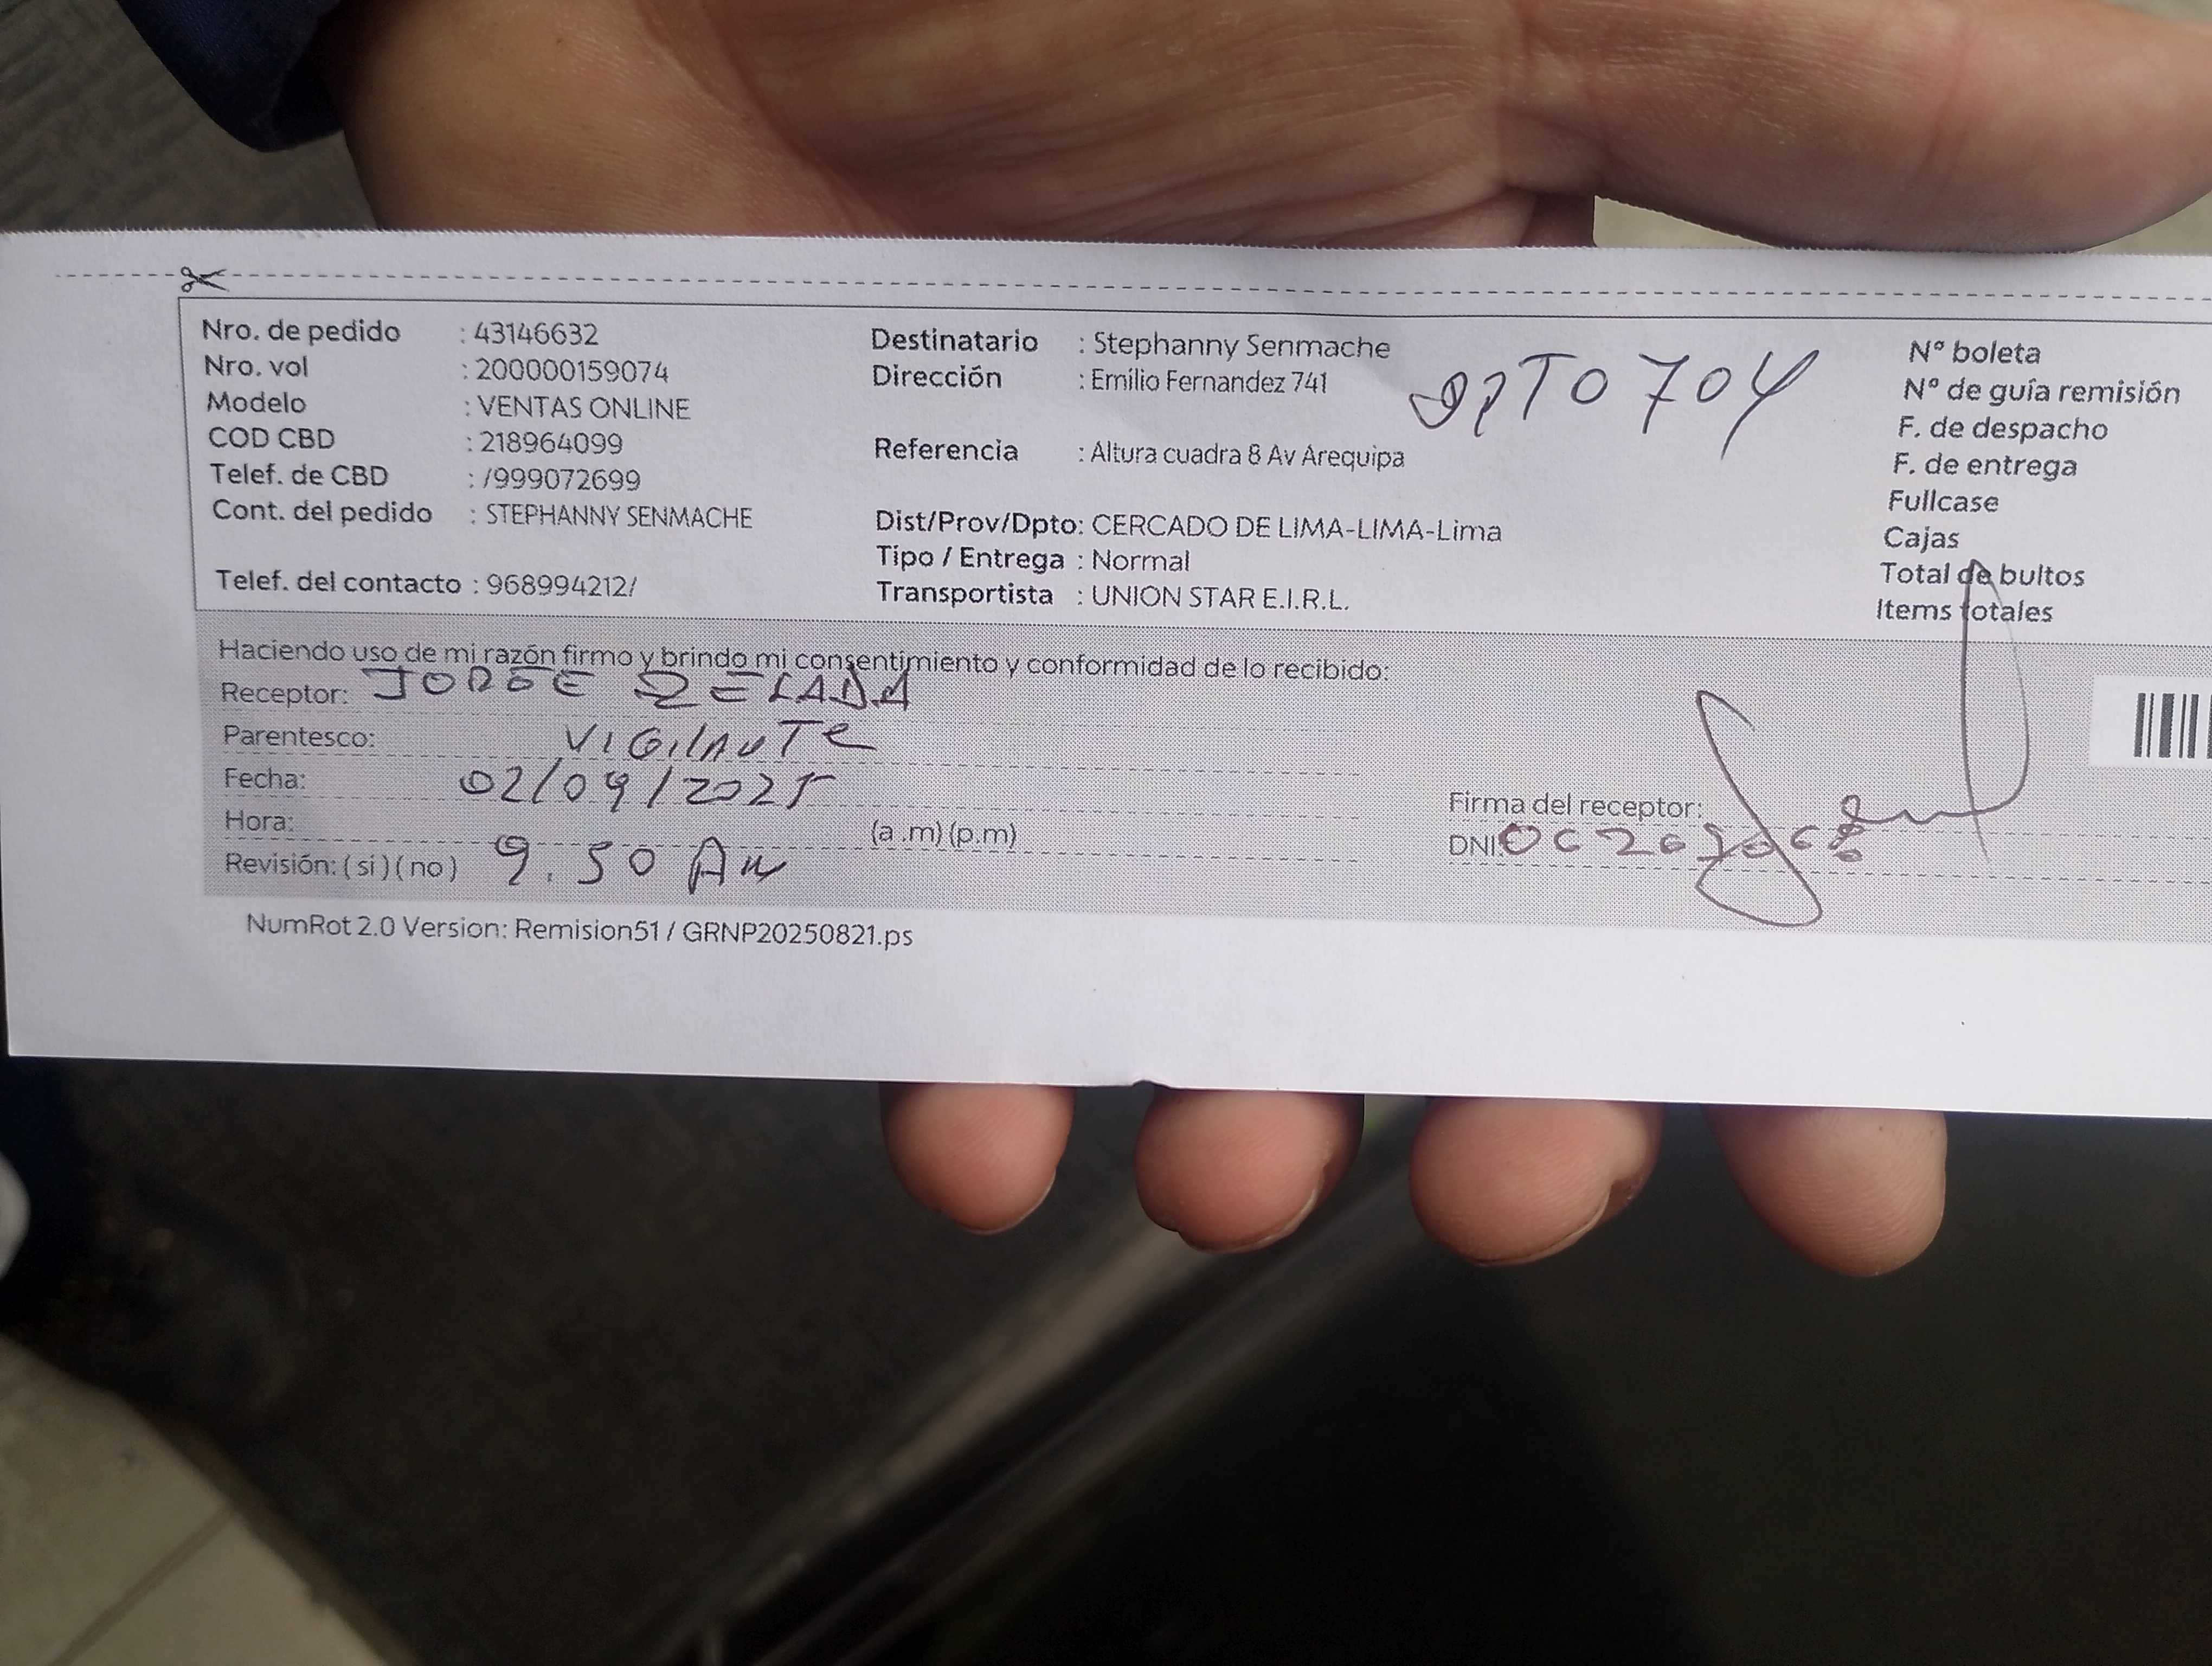 Nro. de pedido : 43146632
Nro. vol : 200000159074
Modelo : VENTAS ONLINE
COD CBD : 218964099
Telef. de CBD : /999072699
Cont. del pedido : STEPHANNY SENMACHE
Telef. del contacto : 968994212/
Destinatario : Stephanny Senmache
Dirección : Emilio Fernandez 741
DPTO 704
Referencia : Altura cuadra 8 Av Arequipa
Dist/Prov/Dpto: CERCADO DE LIMA-LIMA-Lima
Tipo / Entrega : Normal
Transportista : UNION STAR E.I.R.L.
N° boleta
N° de guía remisión
F. de despacho
F. de entrega
Fullcase
Cajas
Total de bultos
Items totales
Haciendo uso de mi razón firmo y brindo mi consentimiento y conformidad de lo recibido:
Receptor: JORGE
Parentesco: VIGILANTE
Fecha: 02/09/2025
Hora: (a .m) (p.m)
Revisión: ( si ) ( no ) 9.50 AM
Firma del receptor:
DNI:
NumRot 2.0 Version: Remision51 / GRNP20250821.ps